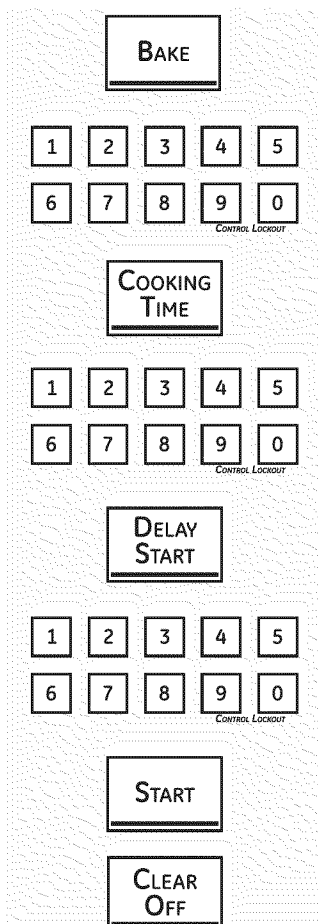 BAKE
1 2 3 4 5
6 7 8 9 0
CONTROL LOCKOUT
COOKING
TIME
1 2 3 4 5
6 7 8 9 0
CONTROL LOCKOUT
DELAY
START
1 2 3 4 5
6 7 8 9 0
CONTROL LOCKOUT
START
CLEAR
OFF